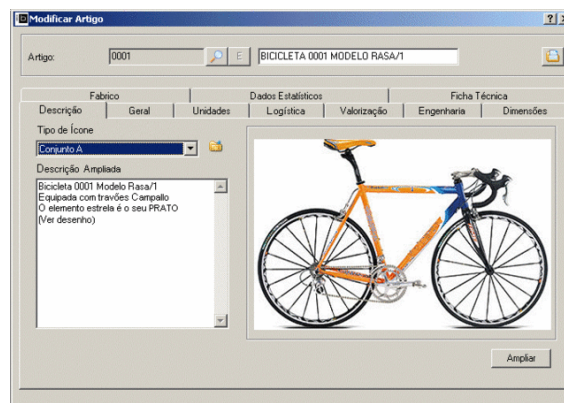 Modificar Artigo
Artigo: 0001 E BICICLETA 0001 MODELO RASA/1
Fabrico Dados Estatísticos Ficha Técnica
Descrição Geral Unidades Logística Valorização Engenharia Dimensões
Tipo de Ícone
Conjunto A
Descrição Ampliada
Bicicleta 0001 Modelo Rasa/1
Equipada com travões Campallo
O elemento estrela é o seu PRATO
(Ver desenho)
Ampliar